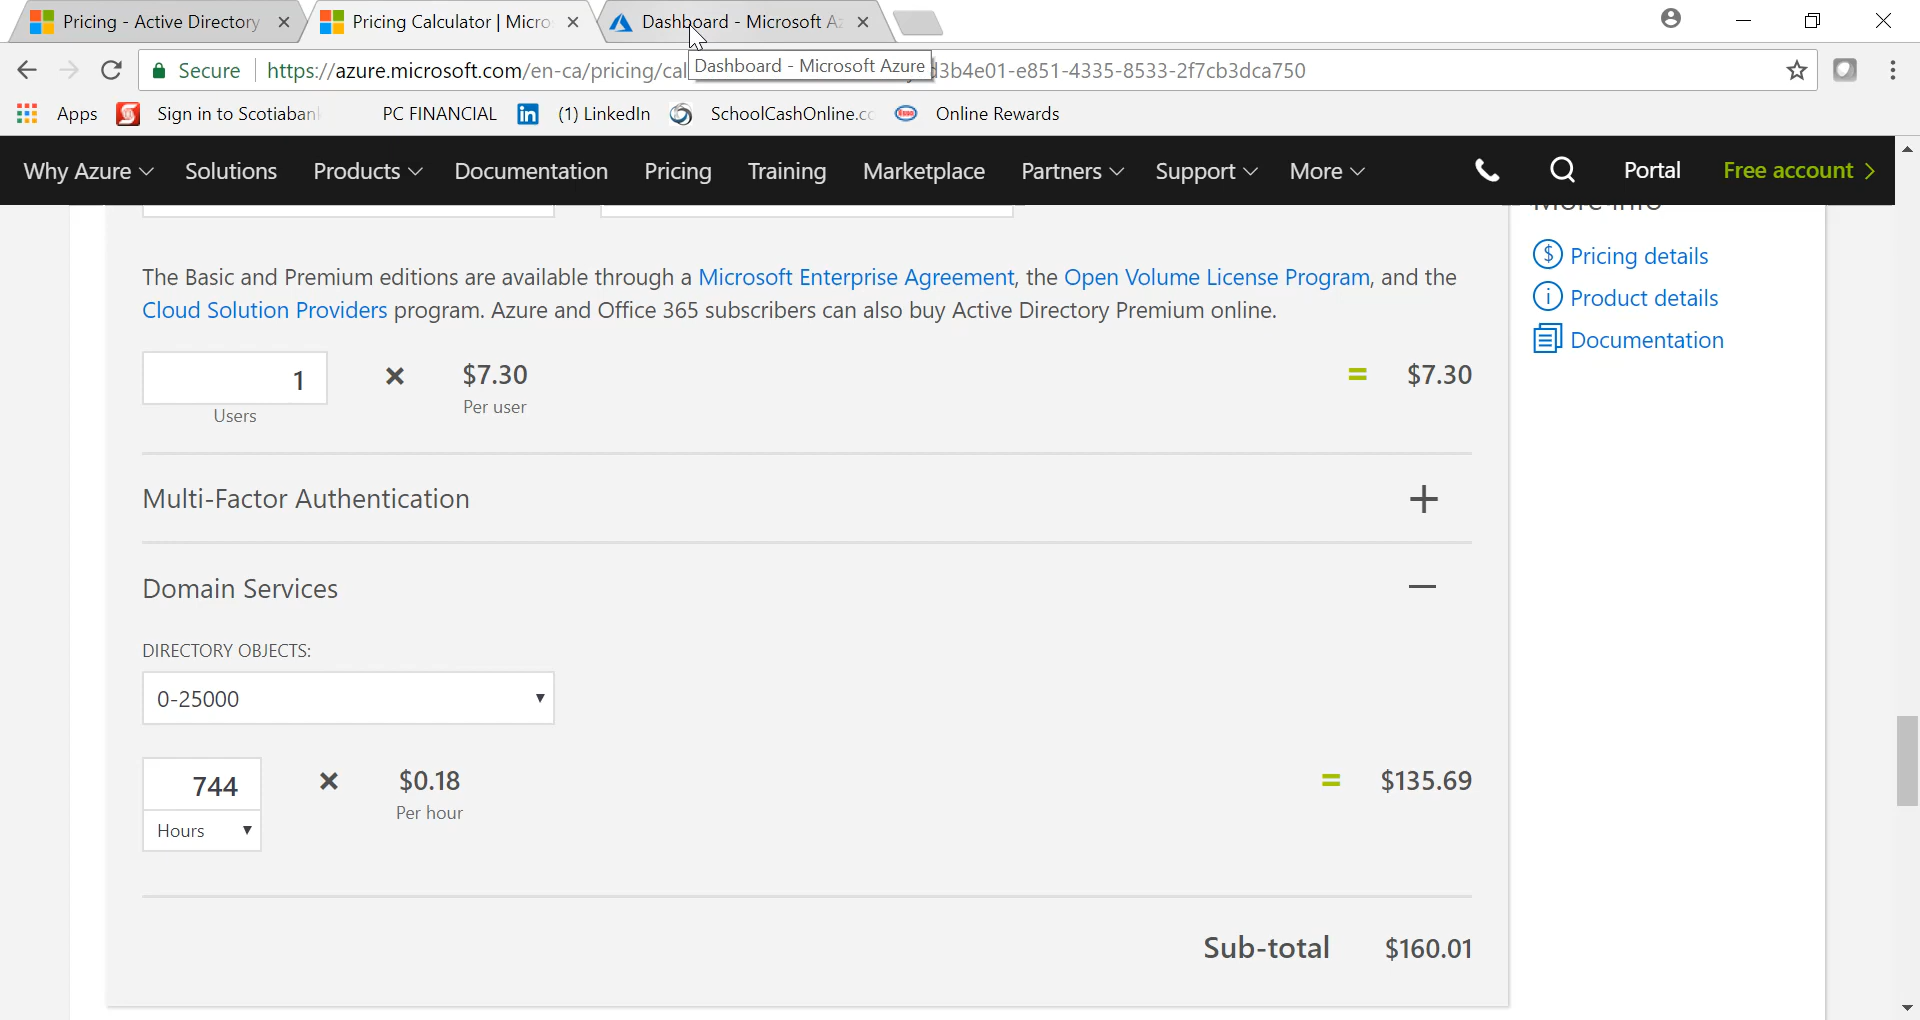 Pricing - Active Directory
Pricing Calculator | Micro
Dashboard - Microsoft A
Secure
https://azure.microsoft.com/en-ca/pricing/cal
Dashboard - Microsoft Azure
3b4e01-e851-4335-8533-2f7cb3dca750
Apps
Sign in to Scotiaban
PC FINANCIAL
in
(1) LinkedIn
SchoolCashOnline.cc
Esso
Online Rewards
Why Azure
Solutions
Products
Documentation
Pricing
Training
Marketplace
Partners
Support
More
Portal
Free account >
More info
Pricing details
Product details
Documentation
The Basic and Premium editions are available through a Microsoft Enterprise Agreement, the Open Volume License Program, and the
Cloud Solution Providers program. Azure and Office 365 subscribers can also buy Active Directory Premium online.
1 × $7.30 = $7.30
Users Per user
Multi-Factor Authentication +
Domain Services −
DIRECTORY OBJECTS:
0-25000
744 × $0.18 = $135.69
Per hour
Hours
Sub-total $160.01